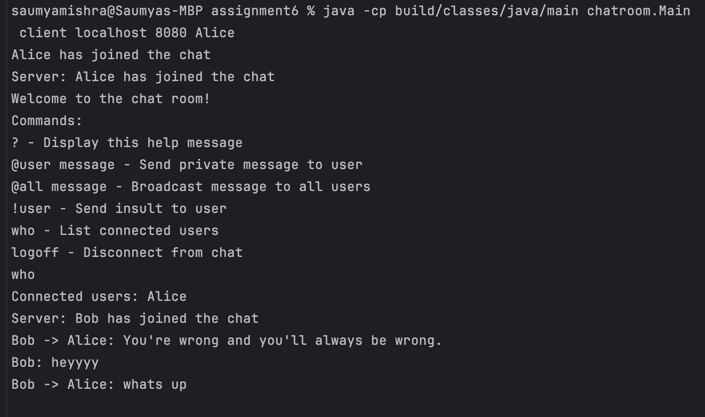 saumyamishra@Saumyas-MBP assignment6 % java -cp build/classes/java/main chatroom.Main
client localhost 8080 Alice
Alice has joined the chat
Server: Alice has joined the chat
Welcome to the chat room!
Commands:
? - Display this help message
@user message - Send private message to user
@all message - Broadcast message to all users
!user - Send insult to user
who - List connected users
logoff - Disconnect from chat
who
Connected users: Alice
Server: Bob has joined the chat
Bob -> Alice: You're wrong and you'll always be wrong.
Bob: heyyyy
Bob -> Alice: whats up